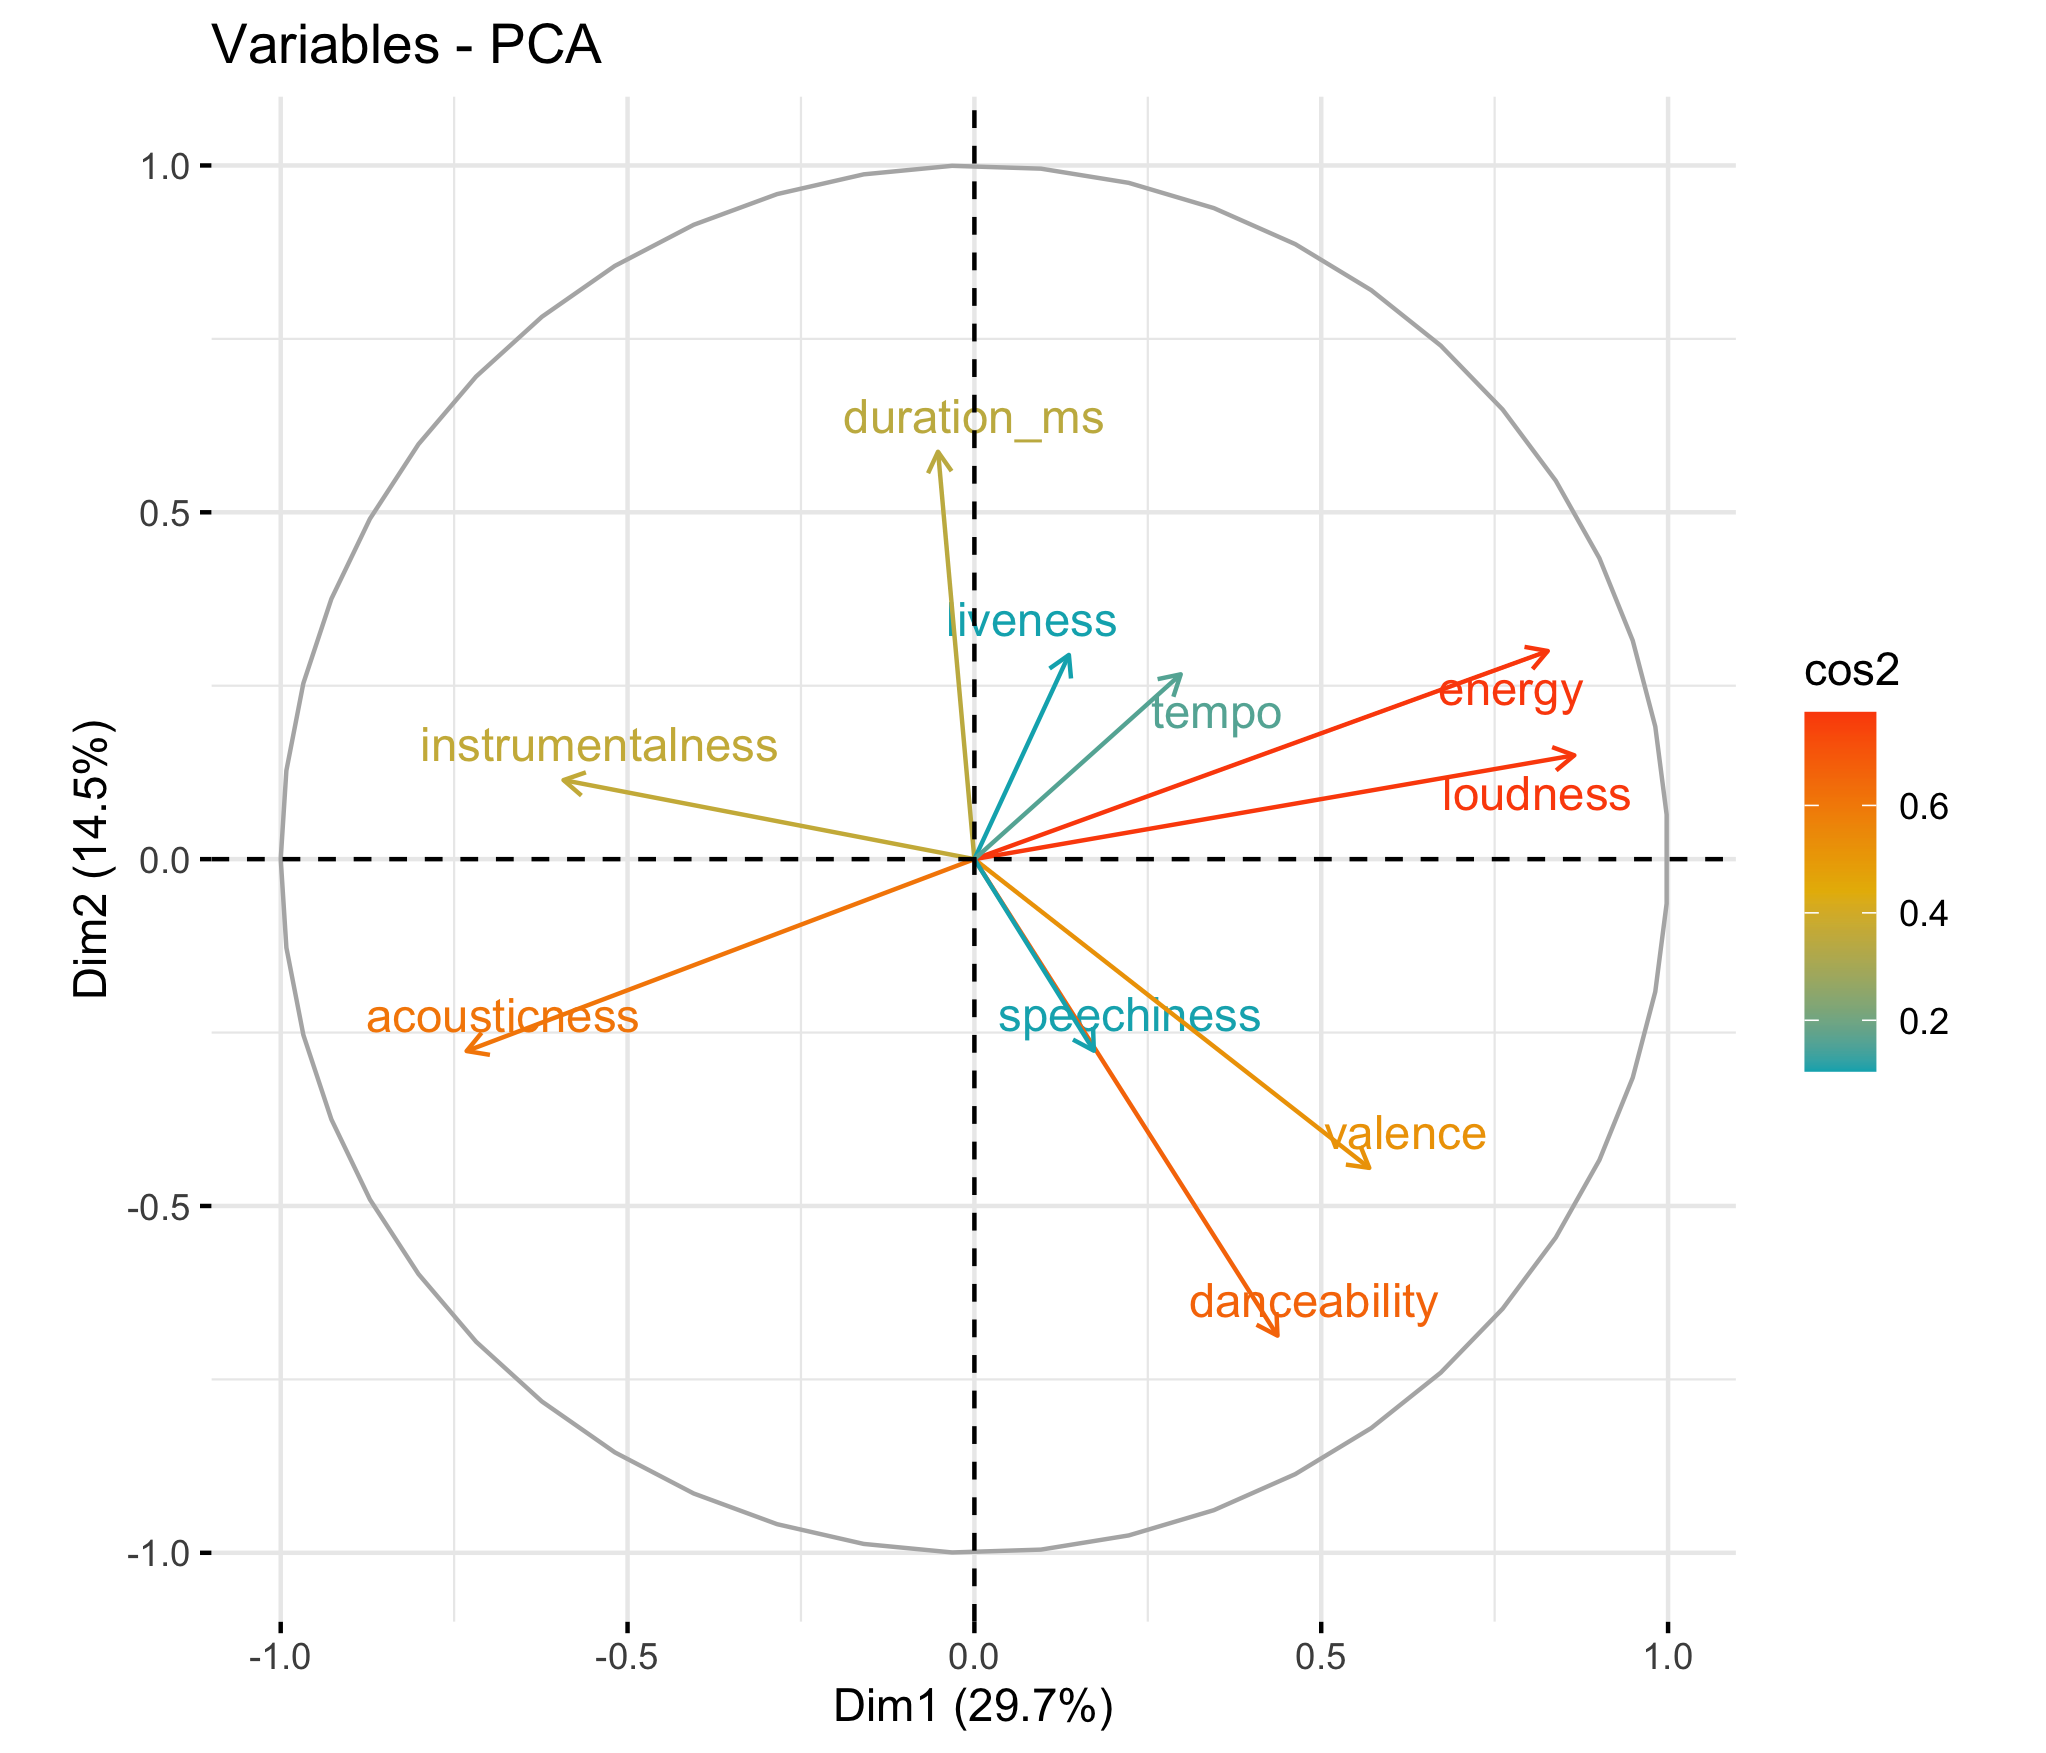 Variables - PCA
1.0
0.5
0.0
-0.5
-1.0
Dim2 (14.5%)
duration_ms
liveness
tempo
energy
instrumentalness
loudness
acousticness
speechiness
valence
danceability
-1.0
-0.5
0.0
0.5
1.0
Dim1 (29.7%)
cos2
0.6
0.4
0.2